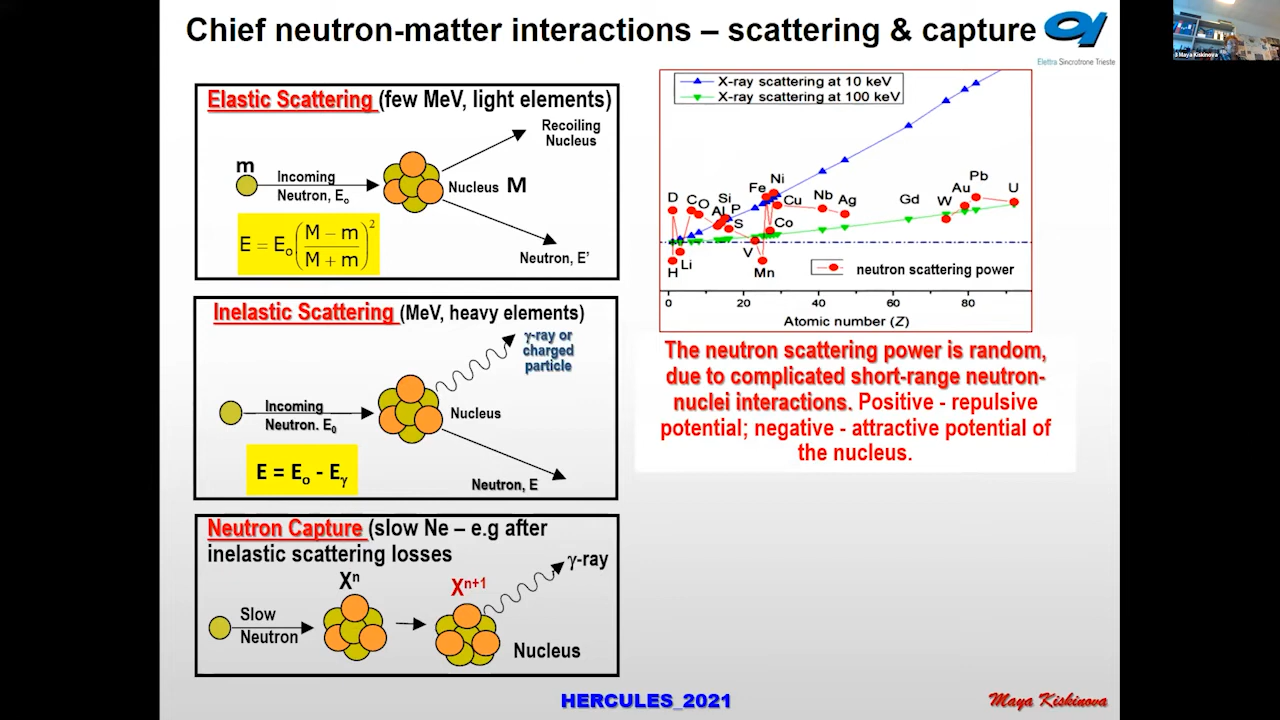 Chief neutron-matter interactions – scattering & capture
Elettra Sincrotrone Trieste
Maya Kiskinova
Elastic Scattering (few MeV, light elements)
m
Incoming
Neutron, Eo
Recoiling
Nucleus
Nucleus M
Neutron, E’
E = Eo (M − m / M + m)²
Inelastic Scattering (MeV, heavy elements)
γ-ray or
charged
particle
Incoming
Neutron. E0
Nucleus
E = Eo - Eγ
Neutron, E
Neutron Capture (slow Ne – e.g after
inelastic scattering losses
Xⁿ
Xⁿ⁺¹
γ-ray
Slow
Neutron
Nucleus
X-ray scattering at 10 keV
X-ray scattering at 100 keV
D
H
Li
C
O
Al
Si
P
S
V
Fe
Mn
Ni
Co
Cu
Nb
Ag
Gd
W
Au
Pb
U
neutron scattering power
0 20 40 60 80
Atomic number (Z)
The neutron scattering power is random,
due to complicated short-range neutron-
nuclei interactions. Positive - repulsive
potential; negative - attractive potential of
the nucleus.
HERCULES_2021
Maya Kiskinova